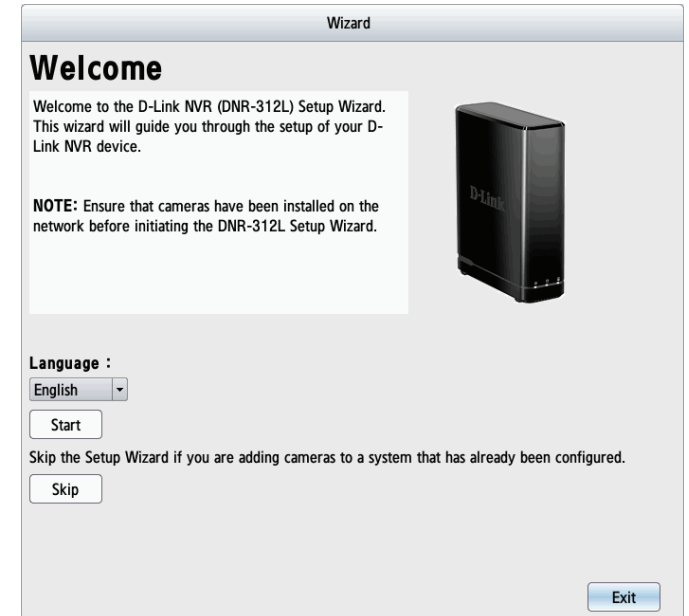 Wizard
Welcome
Welcome to the D-Link NVR (DNR-312L) Setup Wizard.
This wizard will guide you through the setup of your D-
Link NVR device.
NOTE: Ensure that cameras have been installed on the
network before initiating the DNR-312L Setup Wizard.
D-Link
Language :
English
Start
Skip the Setup Wizard if you are adding cameras to a system that has already been configured.
Skip
Exit